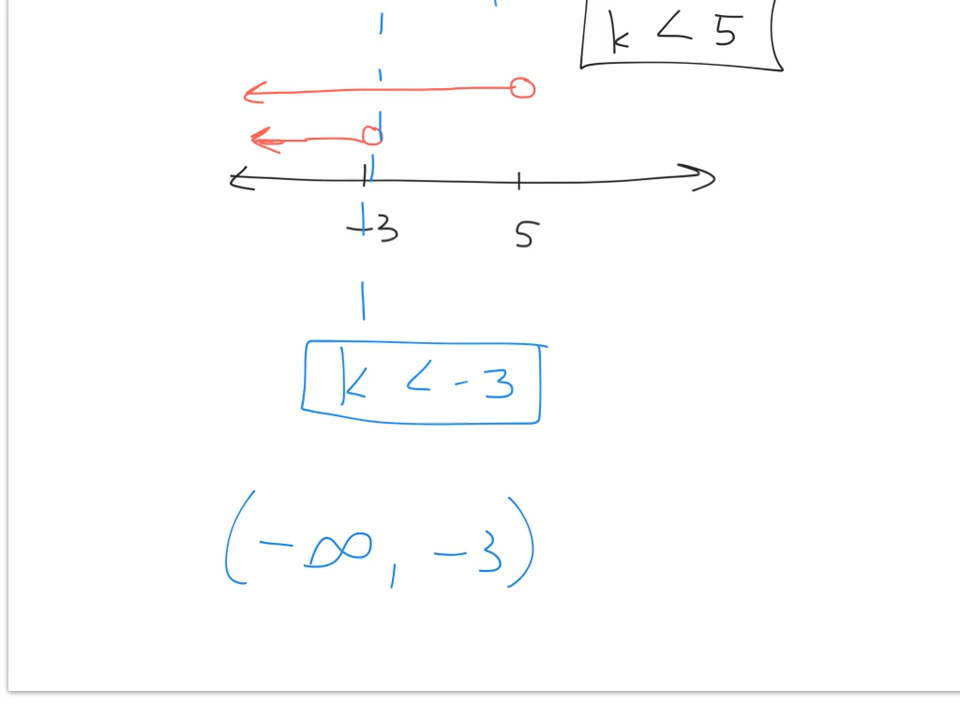 k < 5
-3 5
k < -3
(-∞, -3)